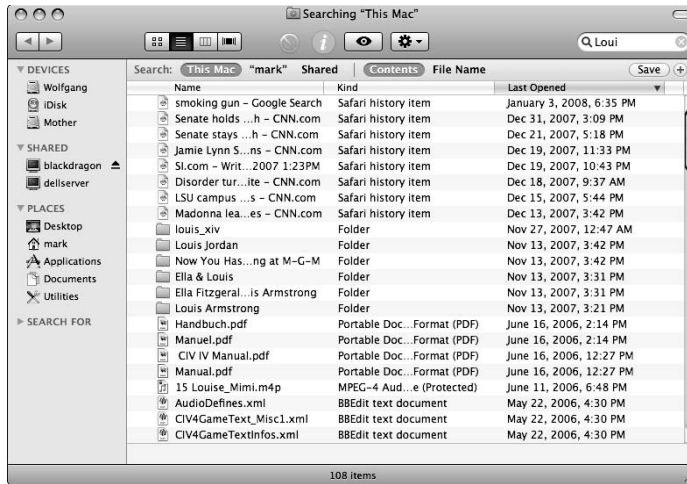 Searching "This Mac"
Loui
Search: This Mac "mark" Shared Contents File Name Save
Name Kind Last Opened
DEVICES
Wolfgang
iDisk
Mother
SHARED
blackdragon
dellserver
PLACES
Desktop
mark
Applications
Documents
Utilities
SEARCH FOR
smoking gun – Google Search Safari history item January 3, 2008, 6:35 PM
Senate holds ...h – CNN.com Safari history item Dec 31, 2007, 3:09 PM
Senate stays ...h – CNN.com Safari history item Dec 21, 2007, 5:18 PM
Jamie Lynn S...ns – CNN.com Safari history item Dec 19, 2007, 11:33 PM
SI.com – Writ...2007 1:23PM Safari history item Dec 19, 2007, 10:43 PM
Disorder tur...ite – CNN.com Safari history item Dec 18, 2007, 9:37 AM
LSU campus ...s – CNN.com Safari history item Dec 15, 2007, 5:44 PM
Madonna lea...es – CNN.com Safari history item Dec 13, 2007, 3:42 PM
louis_xiv Folder Nov 27, 2007, 12:47 AM
Louis Jordan Folder Nov 13, 2007, 3:42 PM
Now You Has...ng at M-G-M Folder Nov 13, 2007, 3:42 PM
Ella & Louis Folder Nov 13, 2007, 3:31 PM
Ella Fitzgeral...is Armstrong Folder Nov 13, 2007, 3:31 PM
Louis Armstrong Folder Nov 13, 2007, 3:21 PM
Handbuch.pdf Portable Doc...Format (PDF) June 16, 2006, 2:14 PM
Manuel.pdf Portable Doc...Format (PDF) June 16, 2006, 2:14 PM
CIV IV Manual.pdf Portable Doc...Format (PDF) June 16, 2006, 12:27 PM
Manual.pdf Portable Doc...Format (PDF) June 16, 2006, 12:27 PM
15 Louise_Mimi.m4p MPEG-4 Aud...e (Protected) June 11, 2006, 6:48 PM
AudioDefines.xml BBEdit text document May 22, 2006, 4:30 PM
CIV4GameText_Misc1.xml BBEdit text document May 22, 2006, 4:30 PM
CIV4GameTextInfos.xml BBEdit text document May 22, 2006, 4:30 PM
108 items